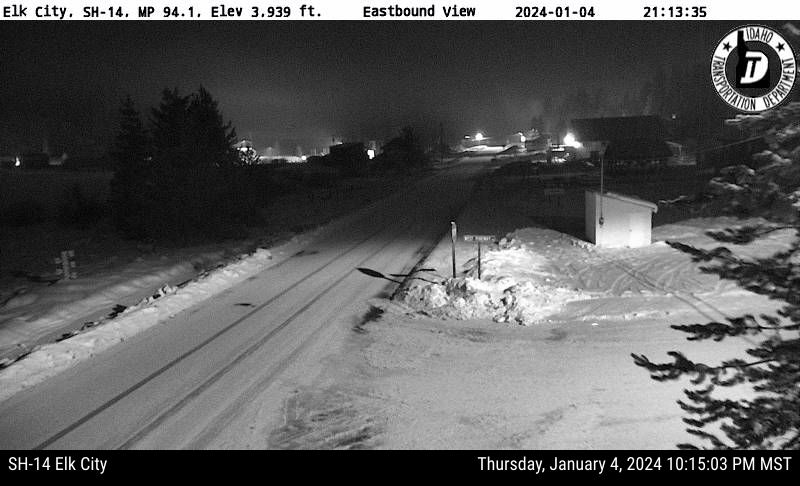 Elk City, SH-14, MP 94.1, Elev 3,939 ft. Eastbound View 2024-01-04 21:13:35
IDAHO
TRANSPORTATION DEPARTMENT
SH-14 Elk City Thursday, January 4, 2024 10:15:03 PM MST